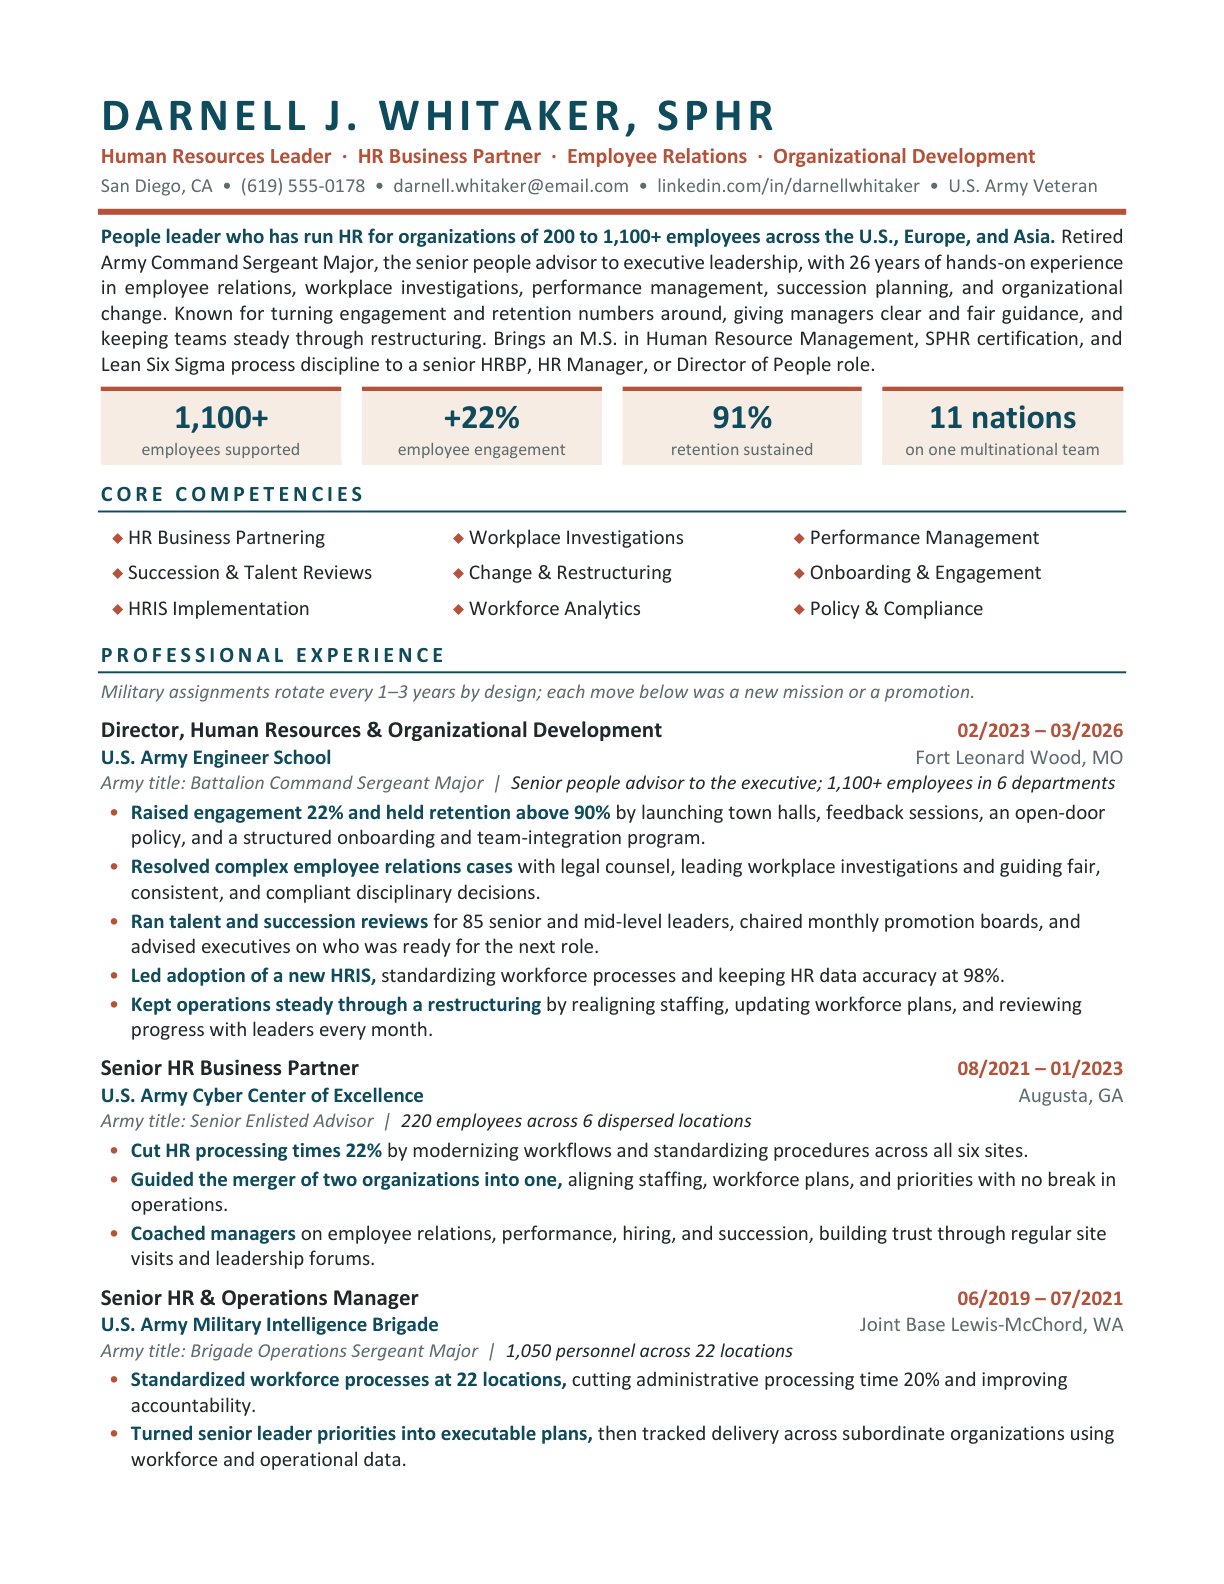 DARNELL J. WHITAKER, SPHR
Human Resources Leader · HR Business Partner · Employee Relations · Organizational Development
San Diego, CA • (619) 555-0178 • darnell.whitaker@email.com • linkedin.com/in/darnellwhitaker • U.S. Army Veteran
People leader who has run HR for organizations of 200 to 1,100+ employees across the U.S., Europe, and Asia. Retired
Army Command Sergeant Major, the senior people advisor to executive leadership, with 26 years of hands-on experience
in employee relations, workplace investigations, performance management, succession planning, and organizational
change. Known for turning engagement and retention numbers around, giving managers clear and fair guidance, and
keeping teams steady through restructuring. Brings an M.S. in Human Resource Management, SPHR certification, and
Lean Six Sigma process discipline to a senior HRBP, HR Manager, or Director of People role.
1,100+ +22% 91% 11 nations
employees supported employee engagement retention sustained on one multinational team
CORE COMPETENCIES
◆ HR Business Partnering ◆ Workplace Investigations ◆ Performance Management
◆ Succession & Talent Reviews ◆ Change & Restructuring ◆ Onboarding & Engagement
◆ HRIS Implementation ◆ Workforce Analytics ◆ Policy & Compliance
PROFESSIONAL EXPERIENCE
Military assignments rotate every 1–3 years by design; each move below was a new mission or a promotion.
Director, Human Resources & Organizational Development 02/2023 – 03/2026
U.S. Army Engineer School Fort Leonard Wood, MO
Army title: Battalion Command Sergeant Major | Senior people advisor to the executive; 1,100+ employees in 6 departments
• Raised engagement 22% and held retention above 90% by launching town halls, feedback sessions, an open-door
policy, and a structured onboarding and team-integration program.
• Resolved complex employee relations cases with legal counsel, leading workplace investigations and guiding fair,
consistent, and compliant disciplinary decisions.
• Ran talent and succession reviews for 85 senior and mid-level leaders, chaired monthly promotion boards, and
advised executives on who was ready for the next role.
• Led adoption of a new HRIS, standardizing workforce processes and keeping HR data accuracy at 98%.
• Kept operations steady through a restructuring by realigning staffing, updating workforce plans, and reviewing
progress with leaders every month.
Senior HR Business Partner 08/2021 – 01/2023
U.S. Army Cyber Center of Excellence Augusta, GA
Army title: Senior Enlisted Advisor | 220 employees across 6 dispersed locations
• Cut HR processing times 22% by modernizing workflows and standardizing procedures across all six sites.
• Guided the merger of two organizations into one, aligning staffing, workforce plans, and priorities with no break in
operations.
• Coached managers on employee relations, performance, hiring, and succession, building trust through regular site
visits and leadership forums.
Senior HR & Operations Manager 06/2019 – 07/2021
U.S. Army Military Intelligence Brigade Joint Base Lewis-McChord, WA
Army title: Brigade Operations Sergeant Major | 1,050 personnel across 22 locations
• Standardized workforce processes at 22 locations, cutting administrative processing time 20% and improving
accountability.
• Turned senior leader priorities into executable plans, then tracked delivery across subordinate organizations using
workforce and operational data.